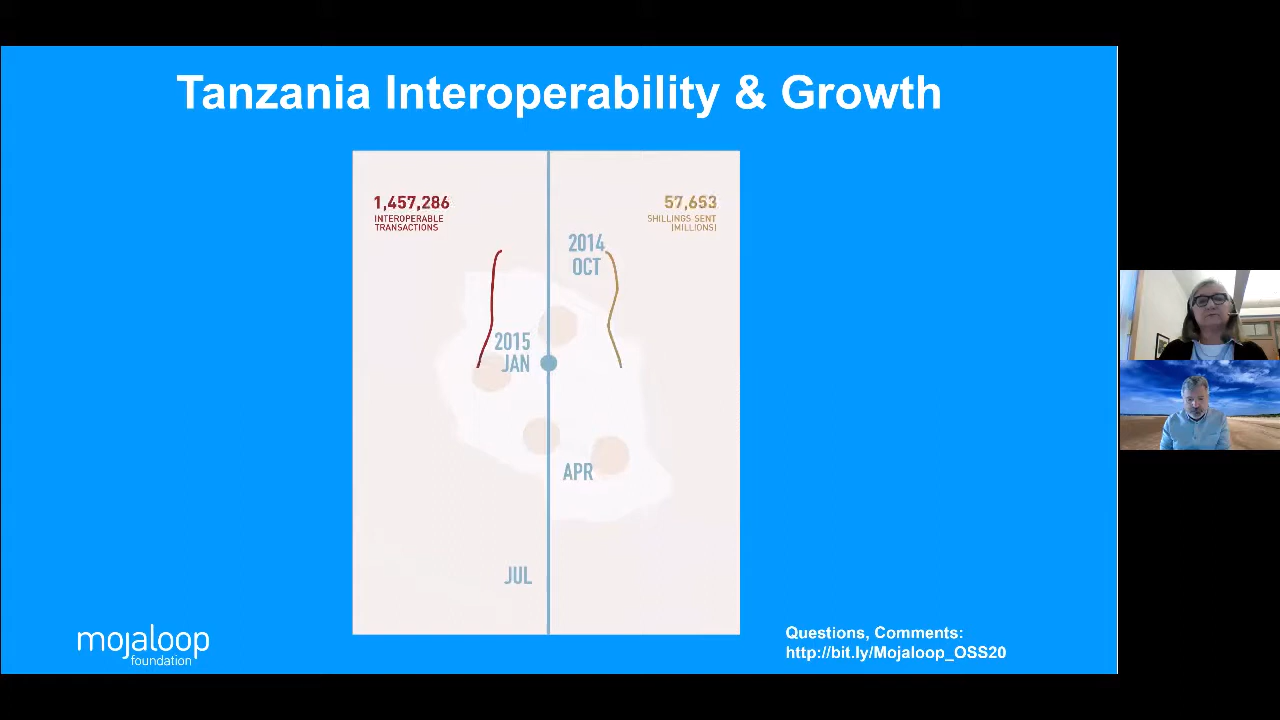 Tanzania Interoperability & Growth
1,457,286
INTEROPERABLE
TRANSACTIONS
57,653
SHILLINGS SENT
(MILLIONS)
2014
OCT
2015
JAN
APR
JUL
mojaloop
foundation
Questions, Comments:
http://bit.ly/Mojaloop_OSS20